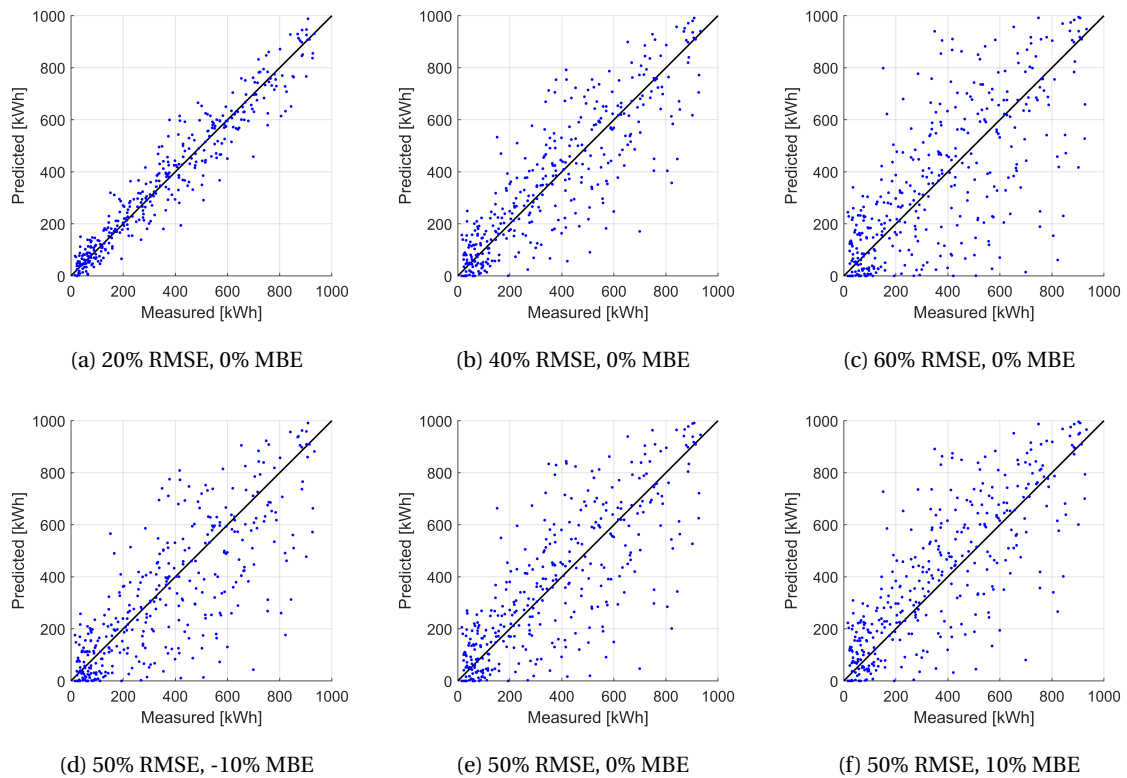 1000
800
600
400
200
0
Predicted [kWh]
0 200 400 600 800 1000
Measured [kWh]
(a) 20% RMSE, 0% MBE
1000
800
600
400
200
0
Predicted [kWh]
0 200 400 600 800 1000
Measured [kWh]
(b) 40% RMSE, 0% MBE
1000
800
600
400
200
0
Predicted [kWh]
0 200 400 600 800 1000
Measured [kWh]
(c) 60% RMSE, 0% MBE
1000
800
600
400
200
0
Predicted [kWh]
0 200 400 600 800 1000
Measured [kWh]
(d) 50% RMSE, -10% MBE
1000
800
600
400
200
0
Predicted [kWh]
0 200 400 600 800 1000
Measured [kWh]
(e) 50% RMSE, 0% MBE
1000
800
600
400
200
0
Predicted [kWh]
0 200 400 600 800 1000
Measured [kWh]
(f) 50% RMSE, 10% MBE